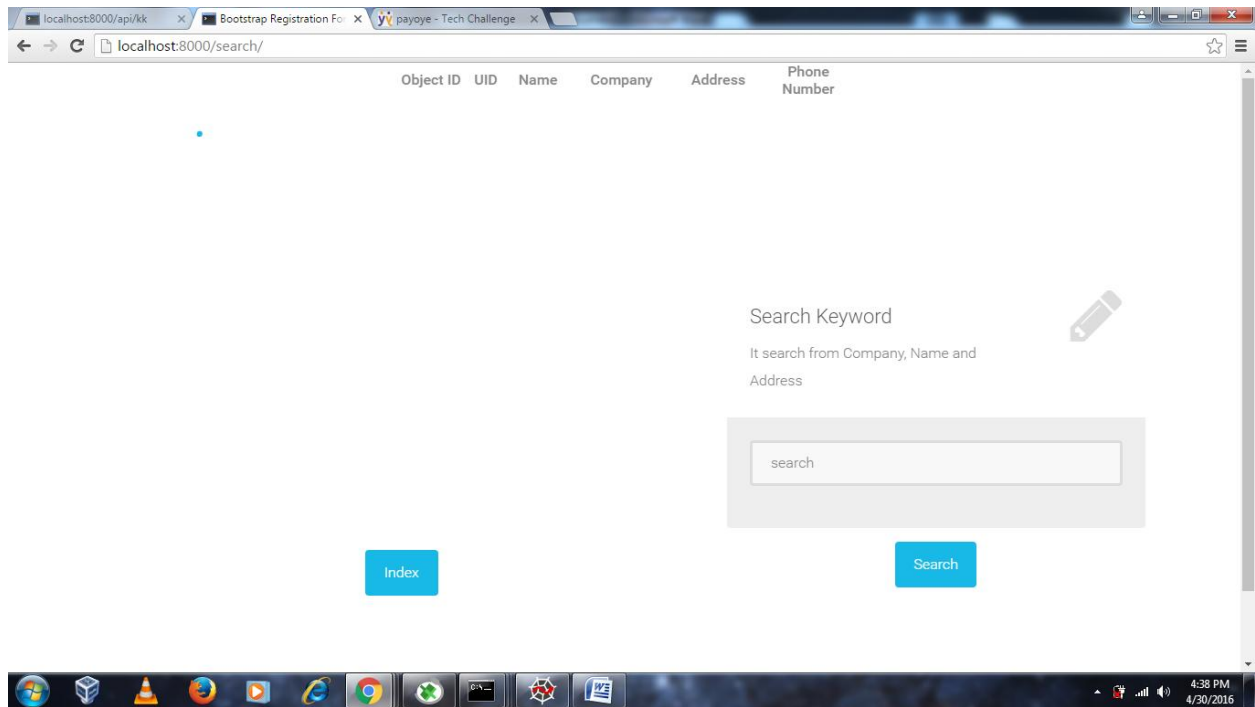 localhost:8000/api/kk
Bootstrap Registration For
payoye - Tech Challenge
localhost:8000/search/
Object ID UID Name Company Address Phone Number
Search Keyword
It search from Company, Name and
Address
search
Index
Search
4:38 PM
4/30/2016